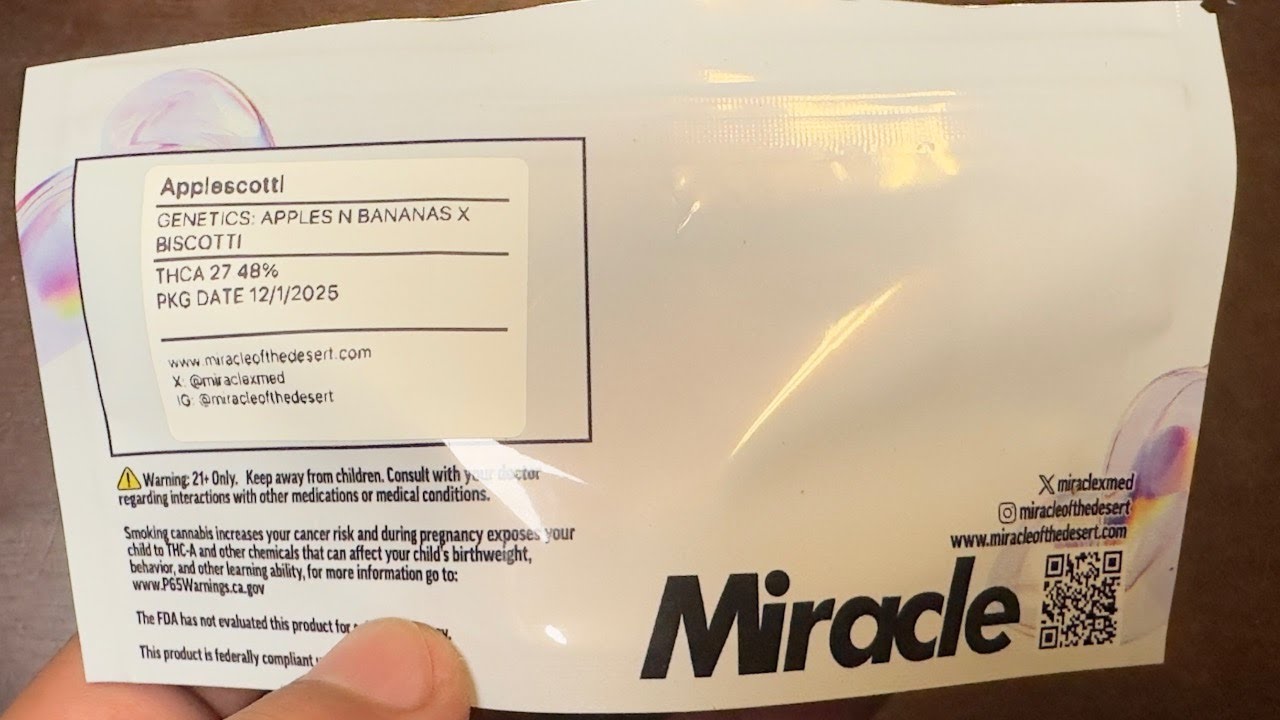 Applescotti
GENETICS: APPLES N BANANAS X
BISCOTTI
THCA 27 48%
PKG DATE 12/1/2025
www.miracleofthedesert.com
X: @miraclexmed
IG: @miracleofthedesert
Warning: 21+ Only. Keep away from children. Consult with your doctor
regarding interactions with other medications or medical conditions.
Smoking cannabis increases your cancer risk and during pregnancy exposes your
child to THC-A and other chemicals that can affect your child's birthweight,
behavior, and other learning ability, for more information go to:
www.P65Warnings.ca.gov
The FDA has not evaluated this product for
This product is federally compliant
X miraclexmed
miracleofthedesert
www.miracleofthedesert.com
Miracle